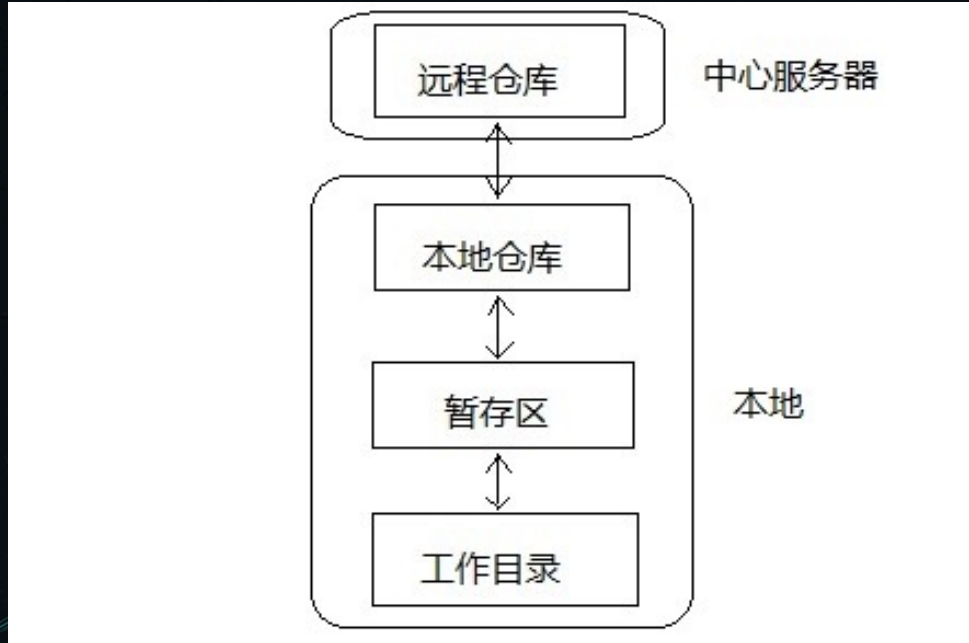 远程仓库
中心服务器
本地仓库
暂存区
本地
工作目录